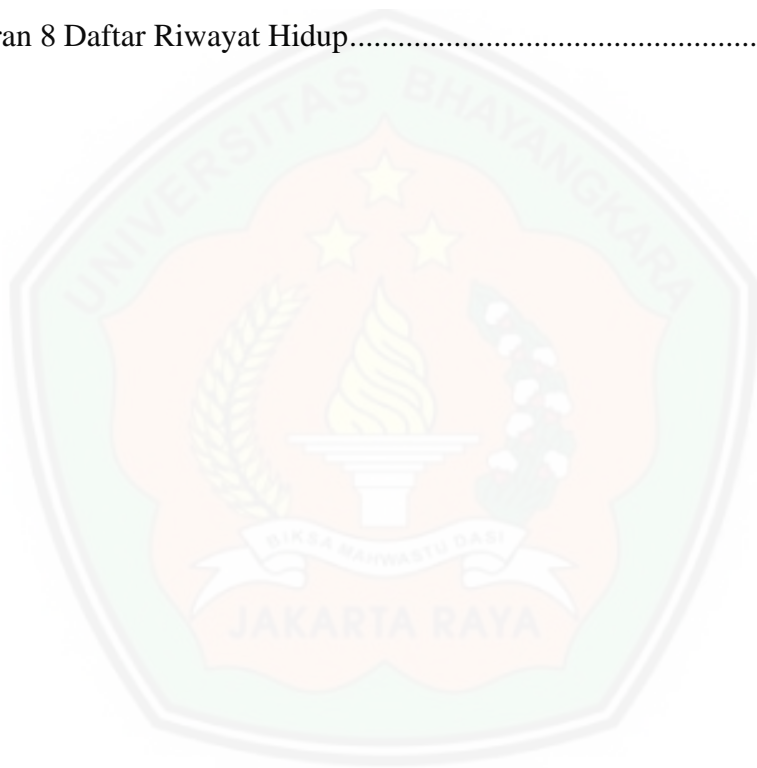 ran 8 Daftar Riwayat Hidup....................................................
UNIVERSITAS BHAYANGKARA
BIKSA MAHWASTU DASI
JAKARTA RAYA